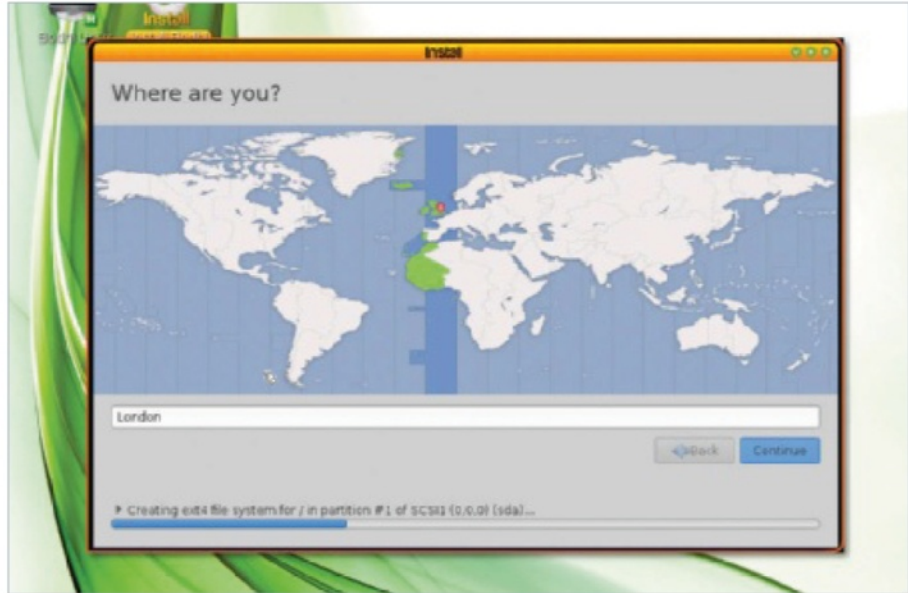 Install
Install
Where are you?
London
Back
Continue
Creating ext4 file system for / in partition #1 of SCSI1 (0,0,0) (sda)...